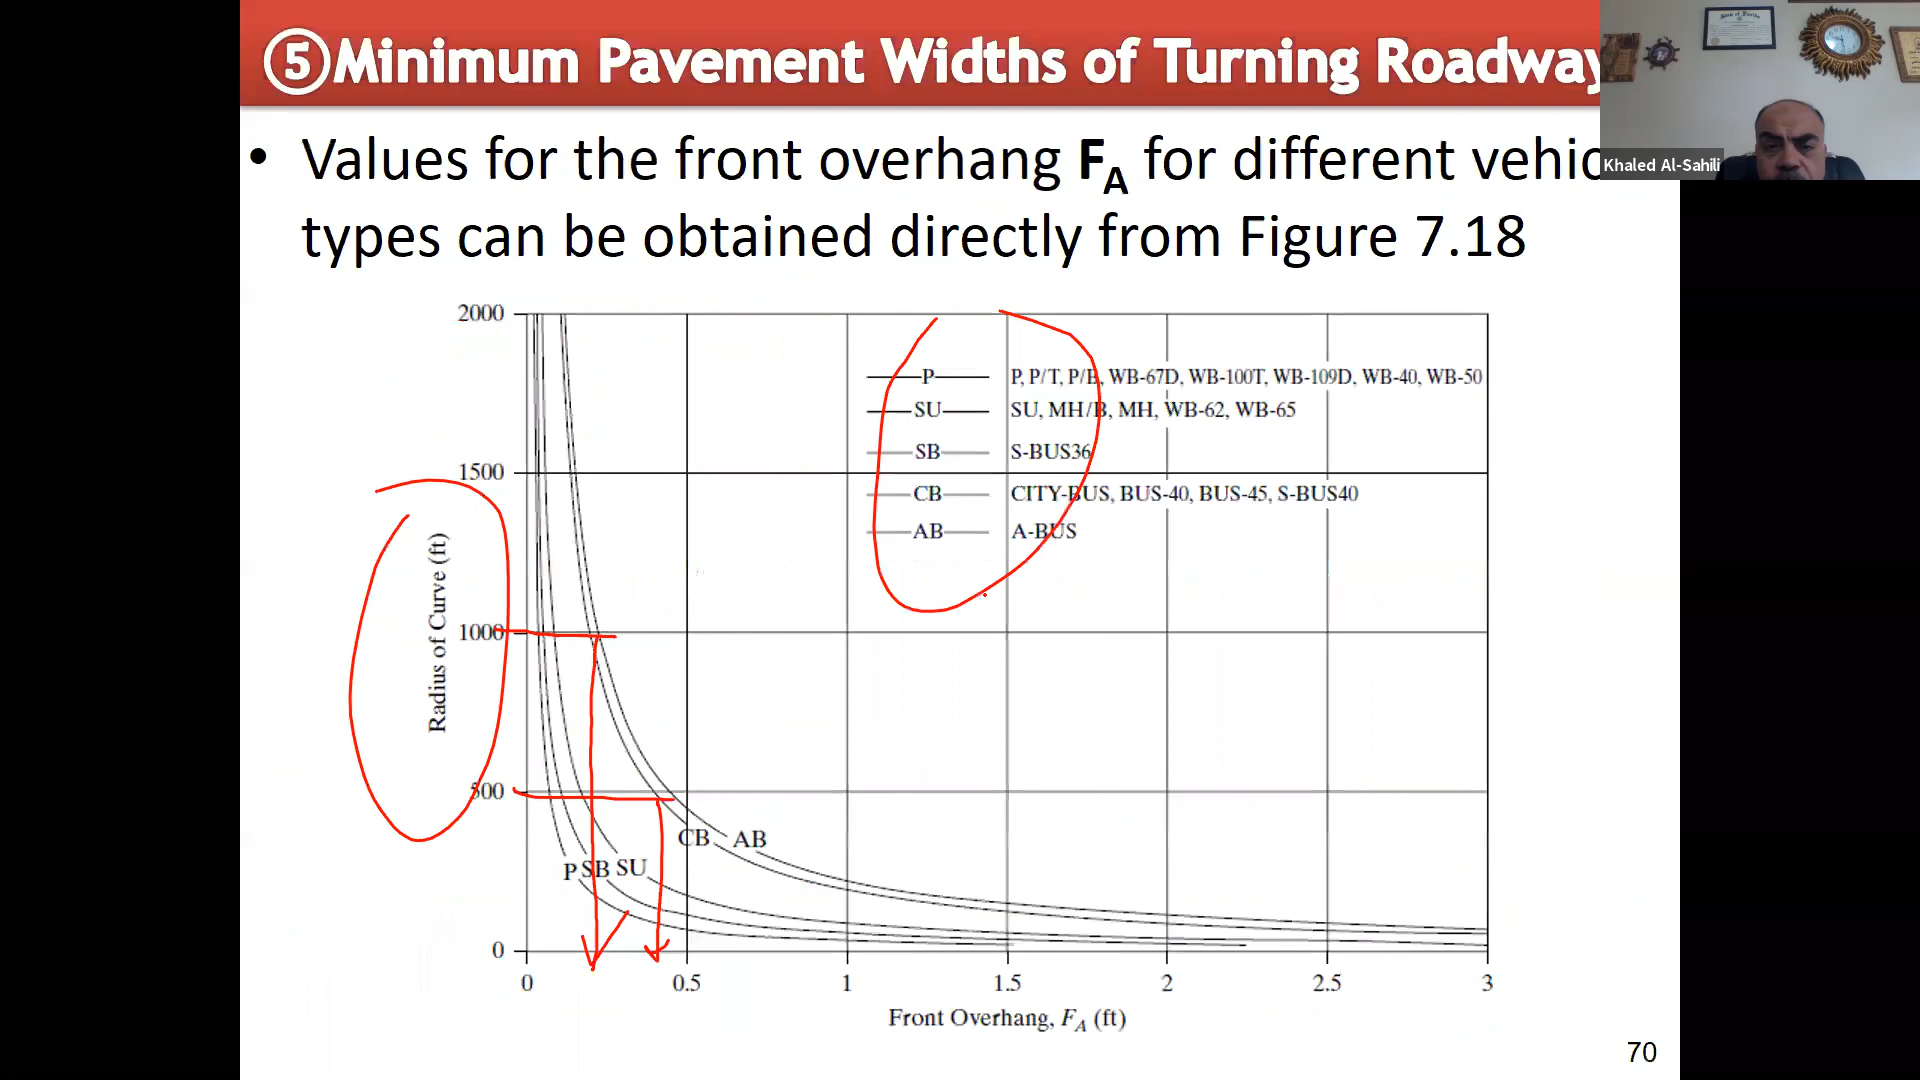 ⑤Minimum Pavement Widths of Turning Roadway
• Values for the front overhang FA for different vehic
types can be obtained directly from Figure 7.18
Khaled Al-Sahili
2000
1500
1000
500
0
Radius of Curve (ft)
P P, P/T, P/B, WB-67D, WB-100T, WB-109D, WB-40, WB-50
SU SU, MH/B, MH, WB-62, WB-65
SB S-BUS36
CB CITY-BUS, BUS-40, BUS-45, S-BUS40
AB A-BUS
CB AB
P SB SU
0 0.5 1 1.5 2 2.5 3
Front Overhang, FA (ft)
70